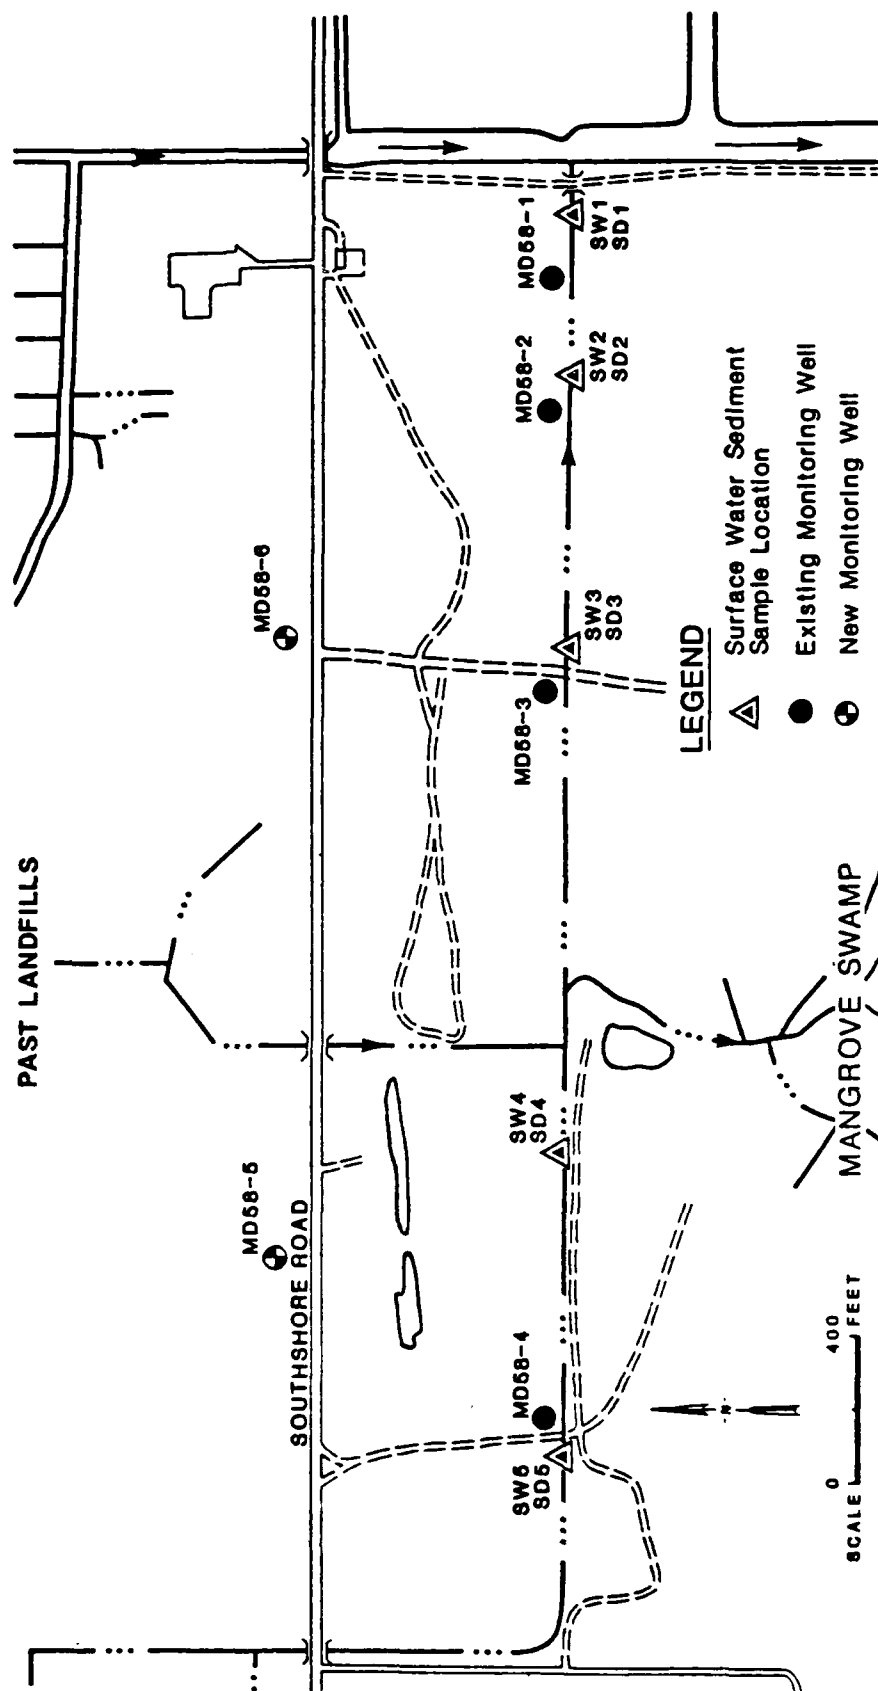 PAST LANDFILLS
MD58-5
MD58-6
SOUTHSHORE ROAD
SW5
SD5
MD58-4
SW4
SD4
MD58-3
SW3
SD3
MD58-2
SW2
SD2
MD58-1
SW1
SD1
N
MANGROVE SWAMP
SCALE 0 400 FEET
LEGEND
Surface Water Sediment
Sample Location
Existing Monitoring Well
New Monitoring Well